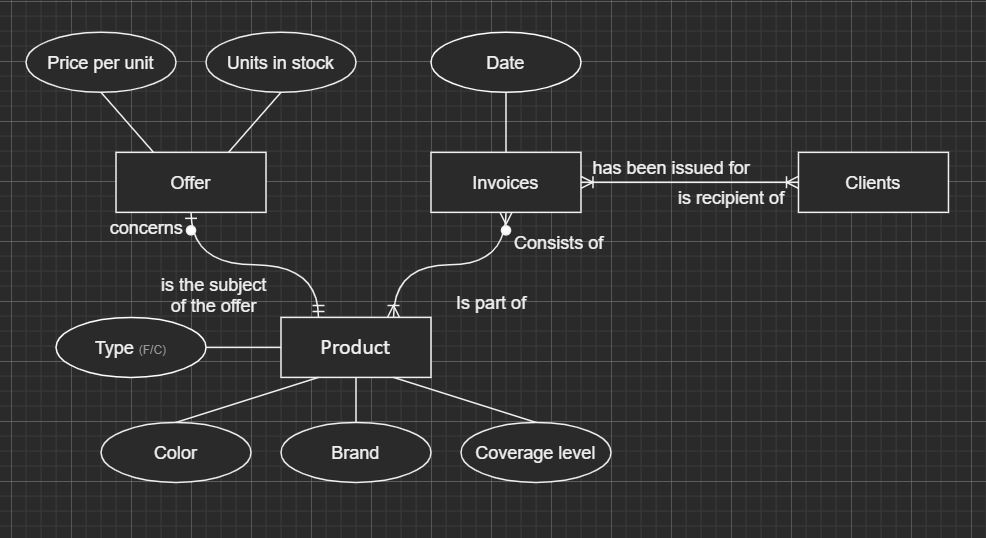 Price per unit
Units in stock
Date
Offer
Invoices
has been issued for
is recipient of
Clients
concerns
Consists of
is the subject
of the offer
Is part of
Type (F/C)
Product
Color
Brand
Coverage level